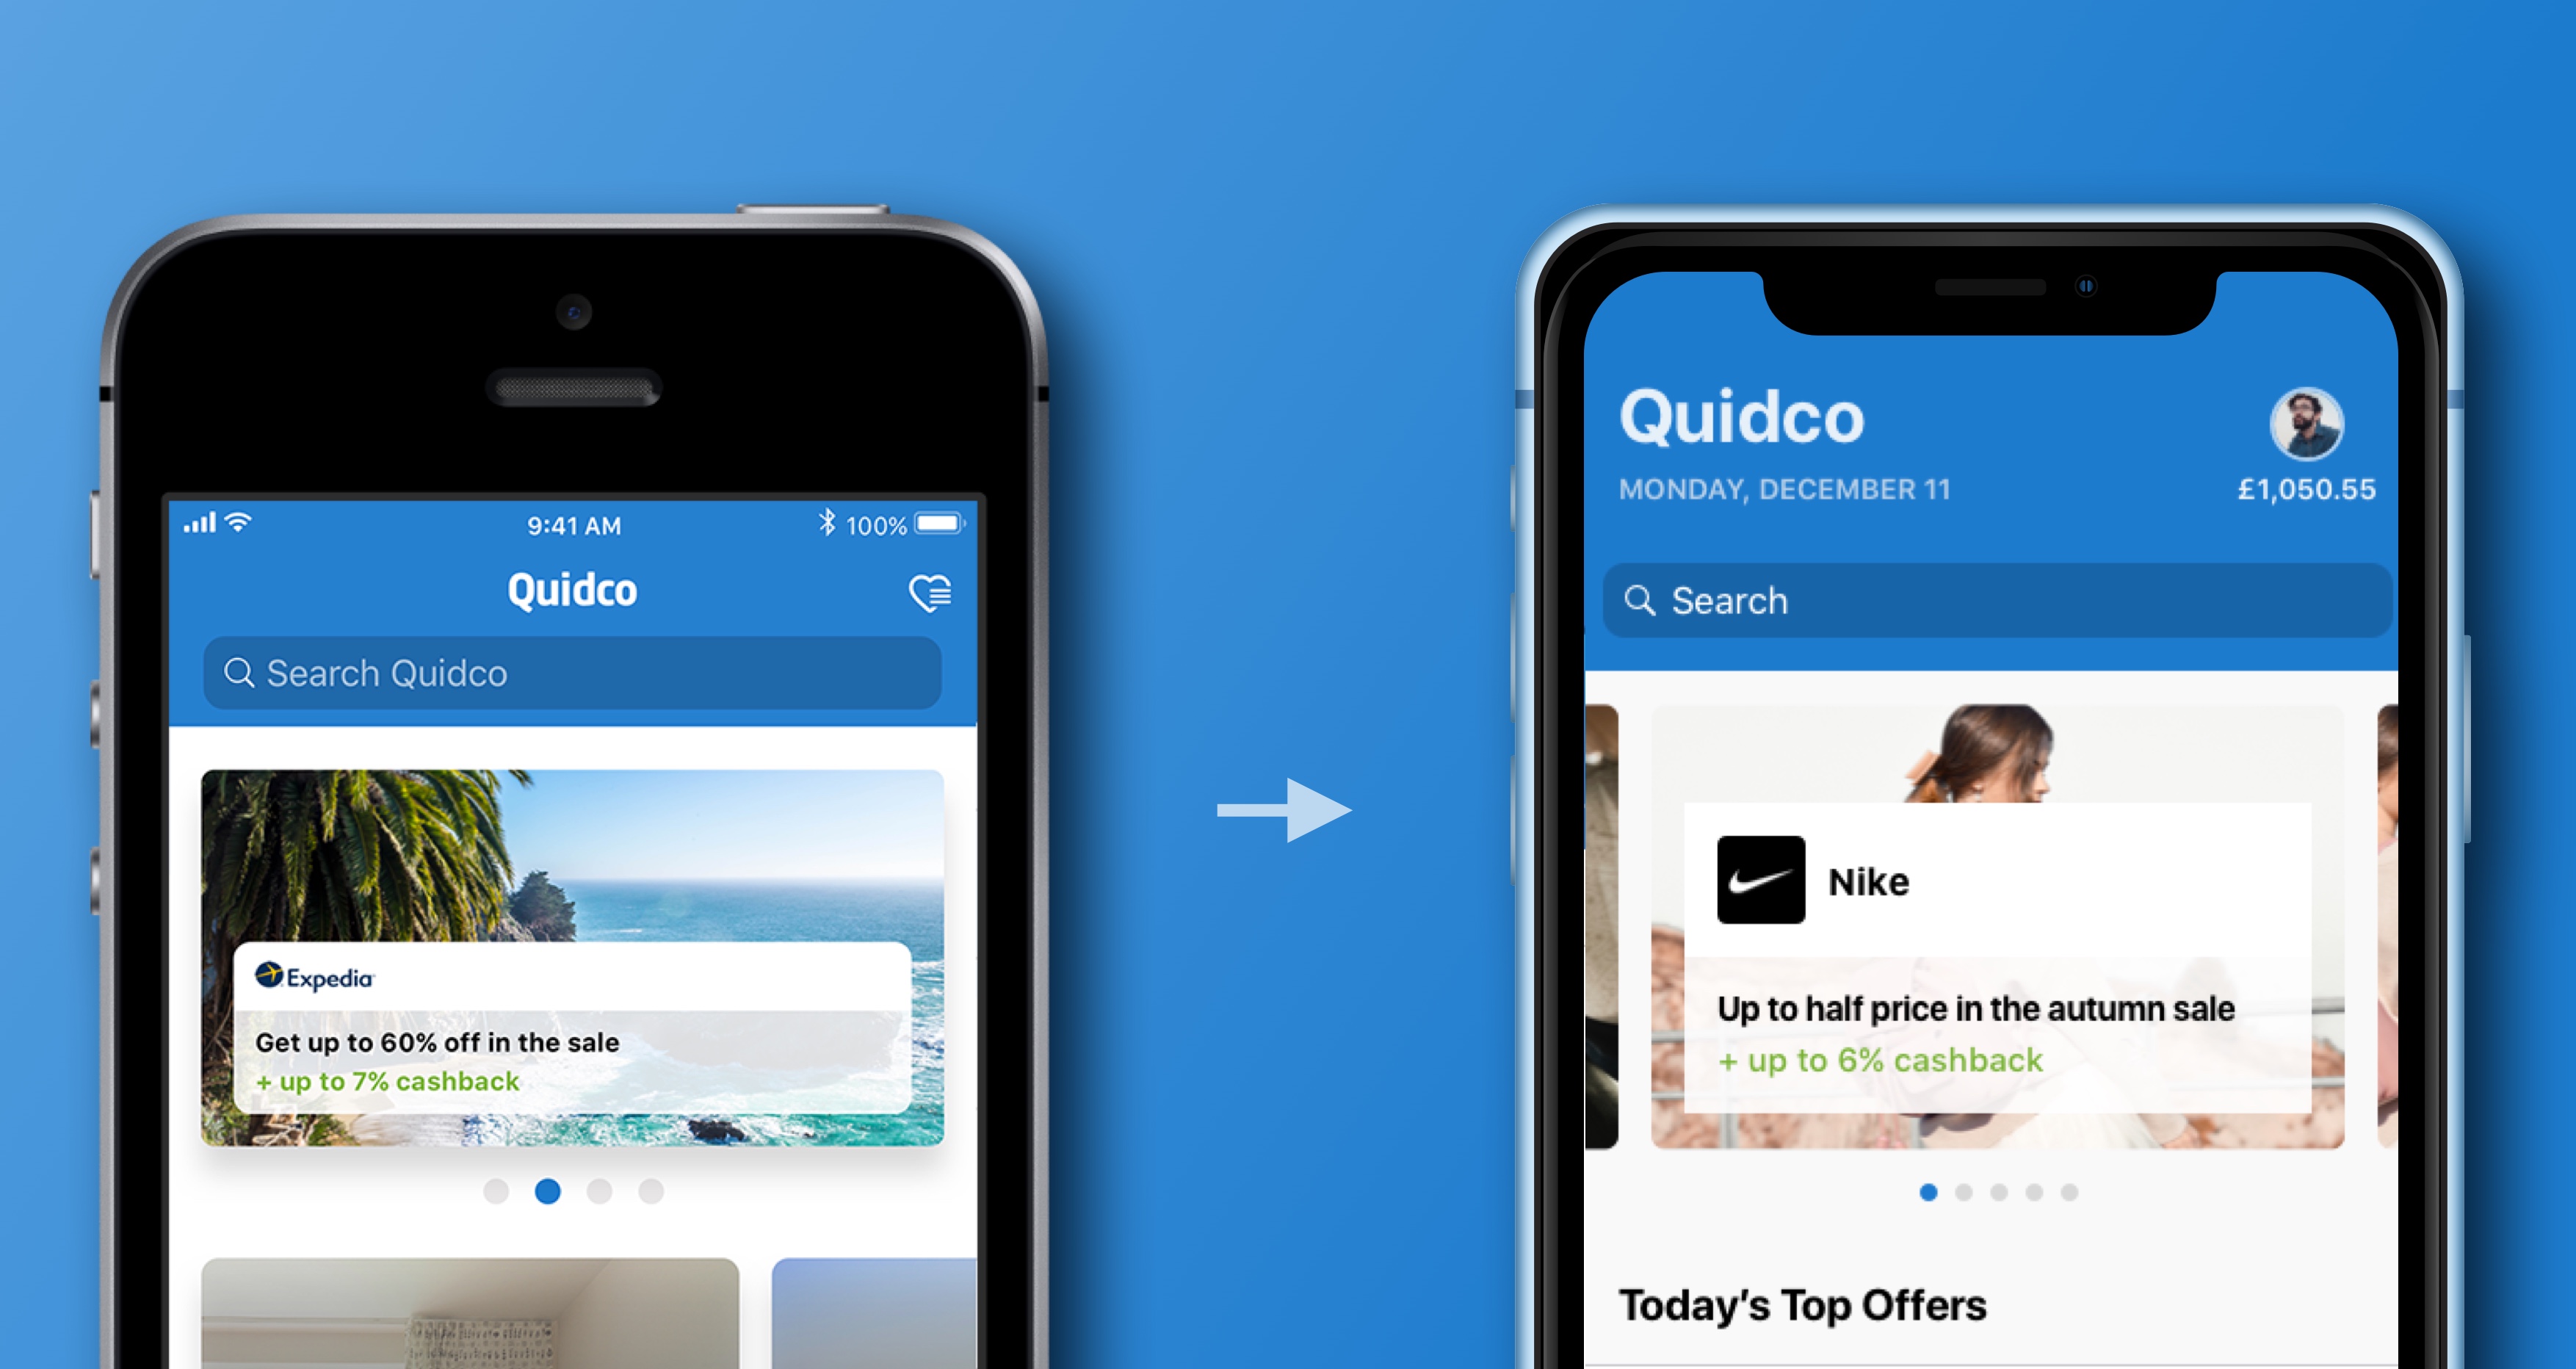 9:41 AM
100%
Quidco
Search Quidco
Expedia
Get up to 60% off in the sale
+ up to 7% cashback
Quidco
MONDAY, DECEMBER 11
£1,050.55
Search
Nike
Up to half price in the autumn sale
+ up to 6% cashback
Today's Top Offers